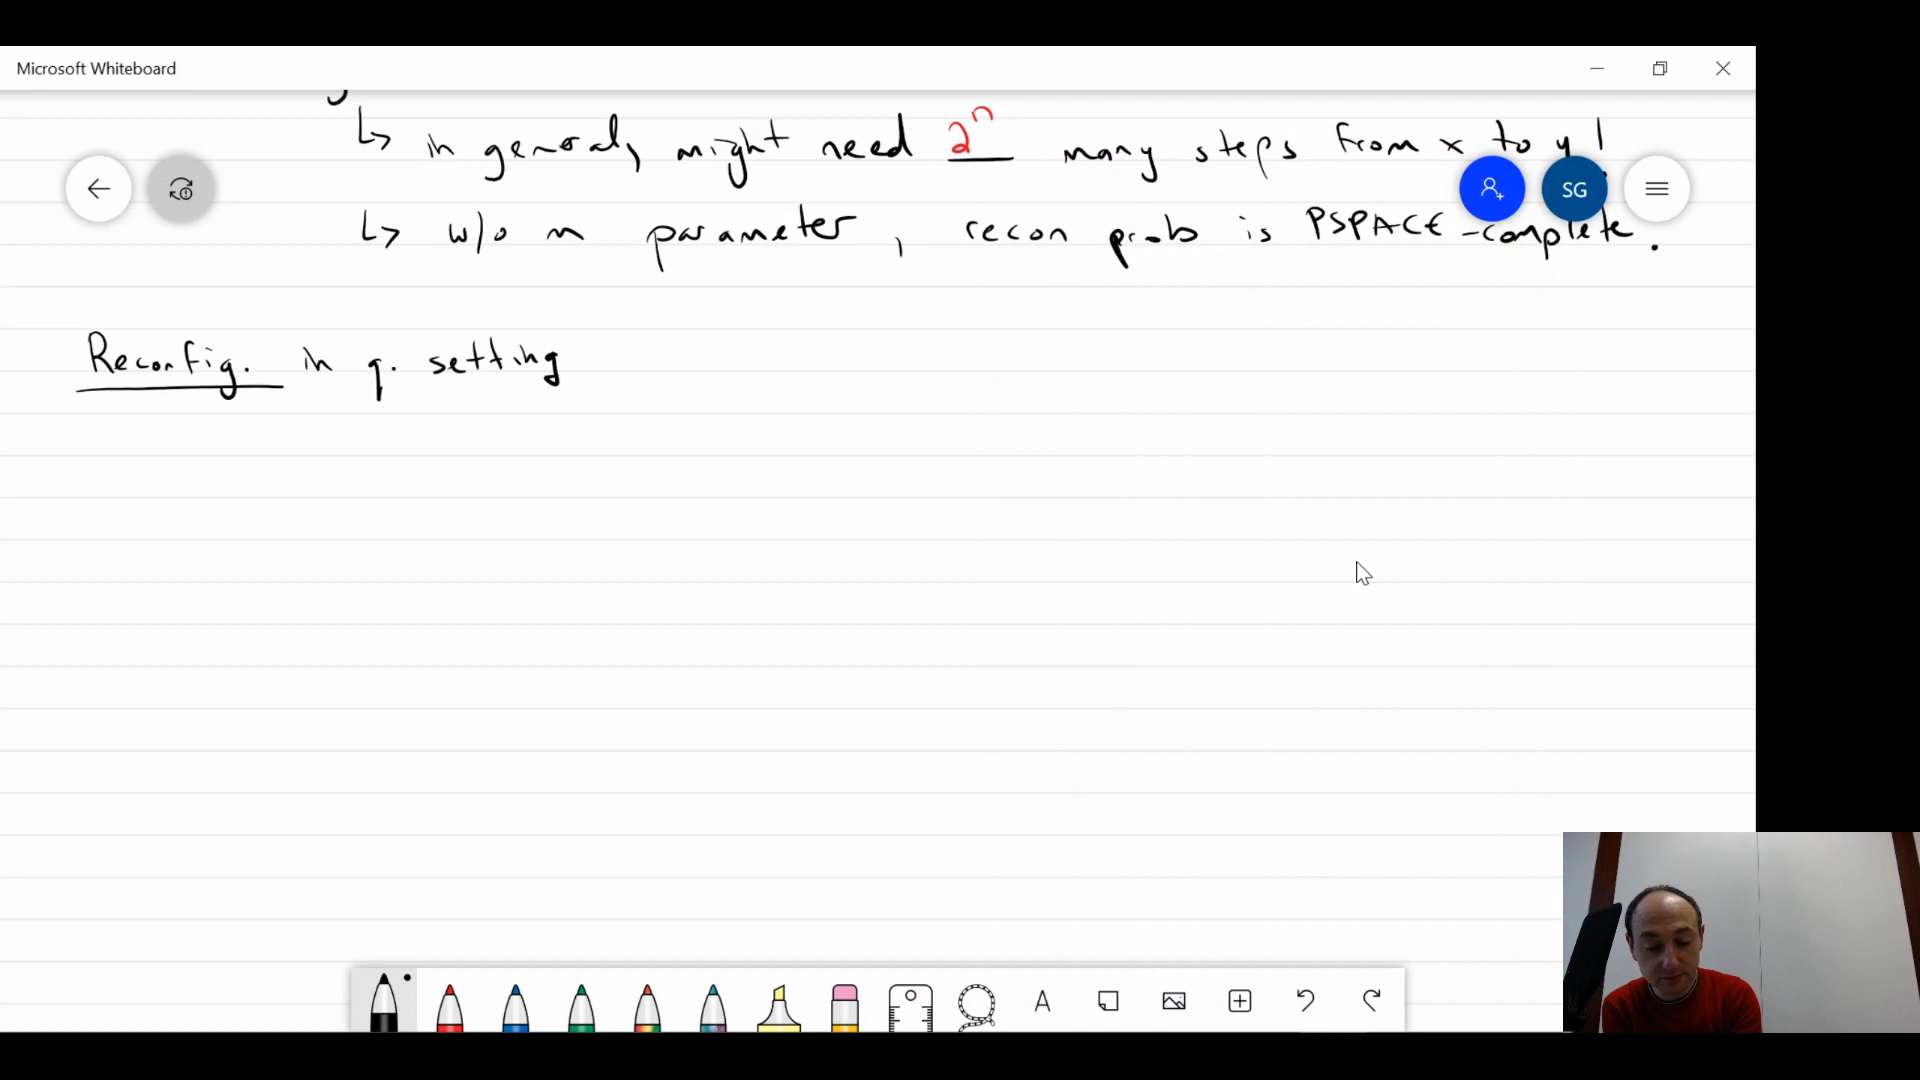 Microsoft Whiteboard
↳ in general, might need 2ⁿ many steps from x to y!
↳ w/o m parameter, recon prob is PSPACE-complete.
SG
Reconfig. in q. setting
A